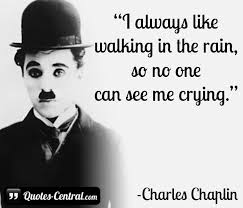 “I always like
walking in the rain,
so no one
can see me crying.”
-Charles Chaplin
Quotes-Central.com